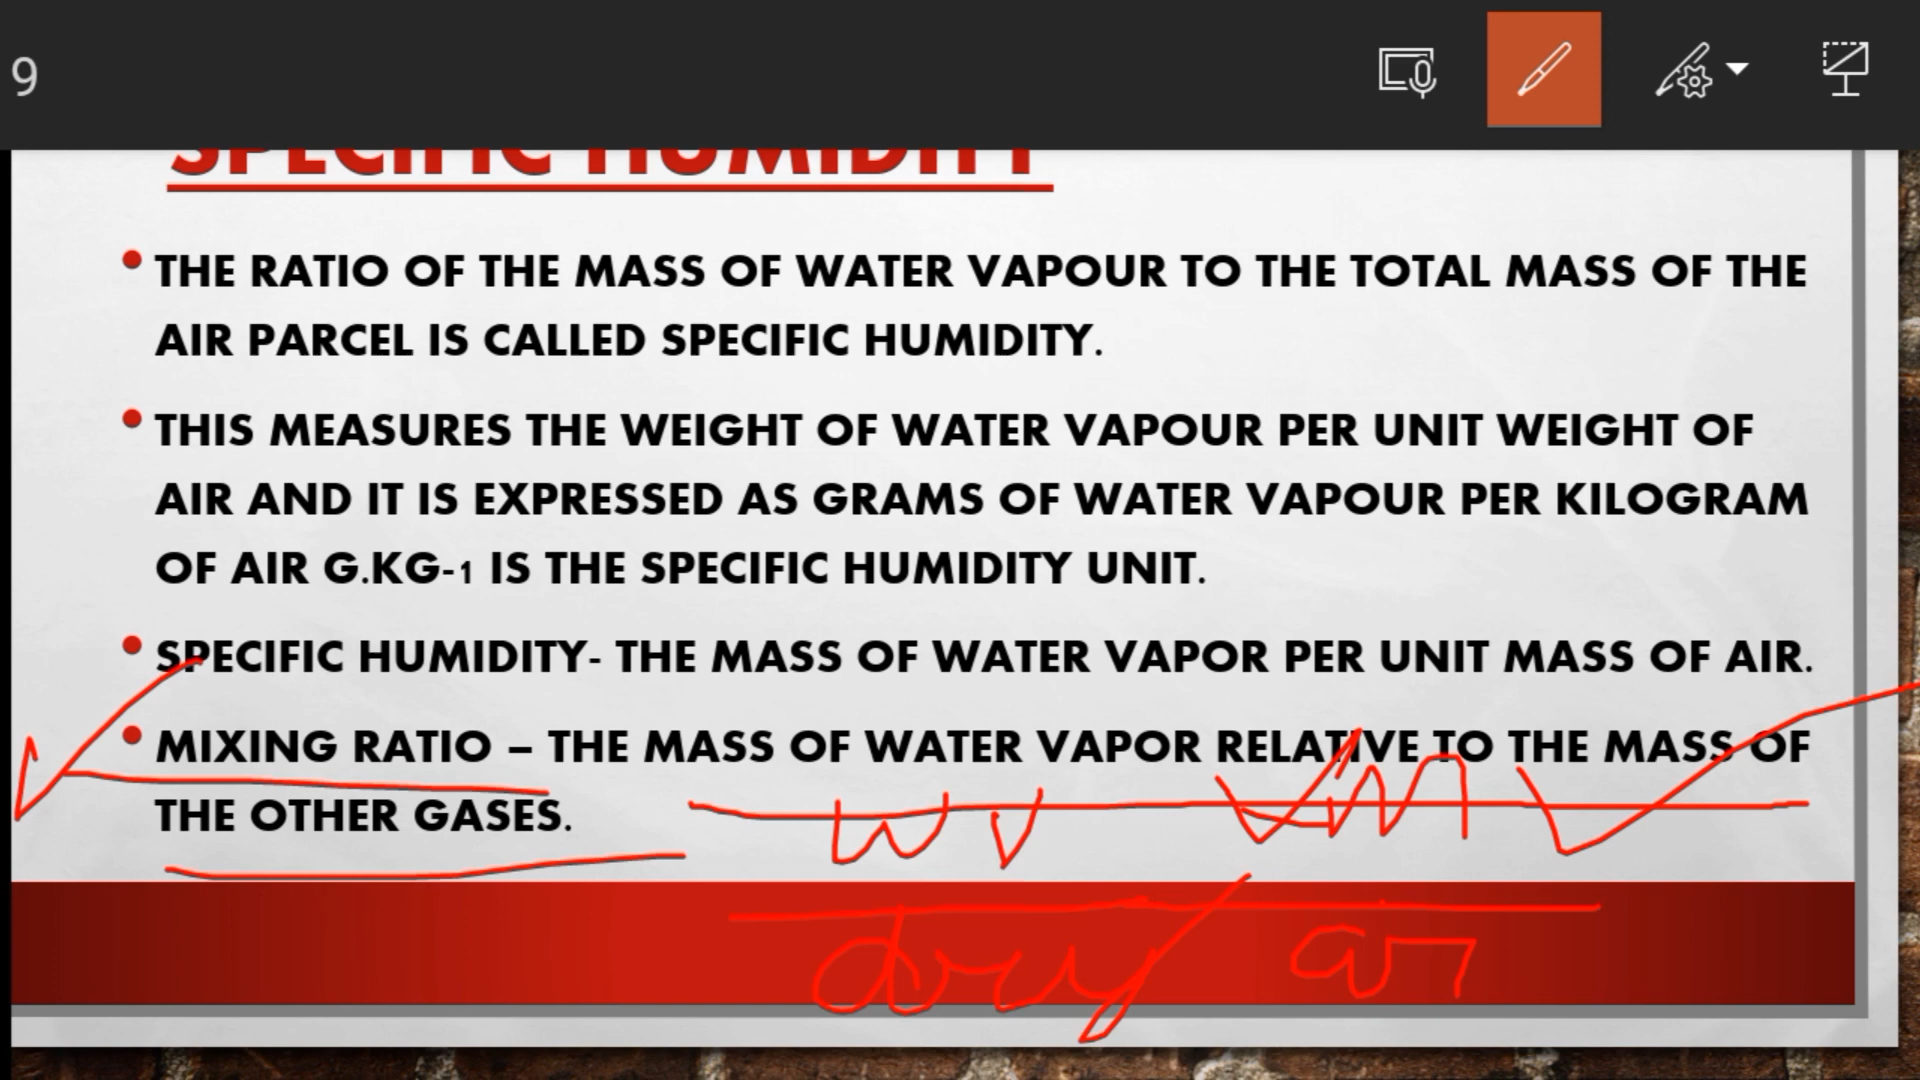 9
SPECIFIC HUMIDITY
• THE RATIO OF THE MASS OF WATER VAPOUR TO THE TOTAL MASS OF THE
AIR PARCEL IS CALLED SPECIFIC HUMIDITY.
• THIS MEASURES THE WEIGHT OF WATER VAPOUR PER UNIT WEIGHT OF
AIR AND IT IS EXPRESSED AS GRAMS OF WATER VAPOUR PER KILOGRAM
OF AIR G.KG-1 IS THE SPECIFIC HUMIDITY UNIT.
• SPECIFIC HUMIDITY- THE MASS OF WATER VAPOR PER UNIT MASS OF AIR.
• MIXING RATIO – THE MASS OF WATER VAPOR RELATIVE TO THE MASS OF
THE OTHER GASES.
W V
dry